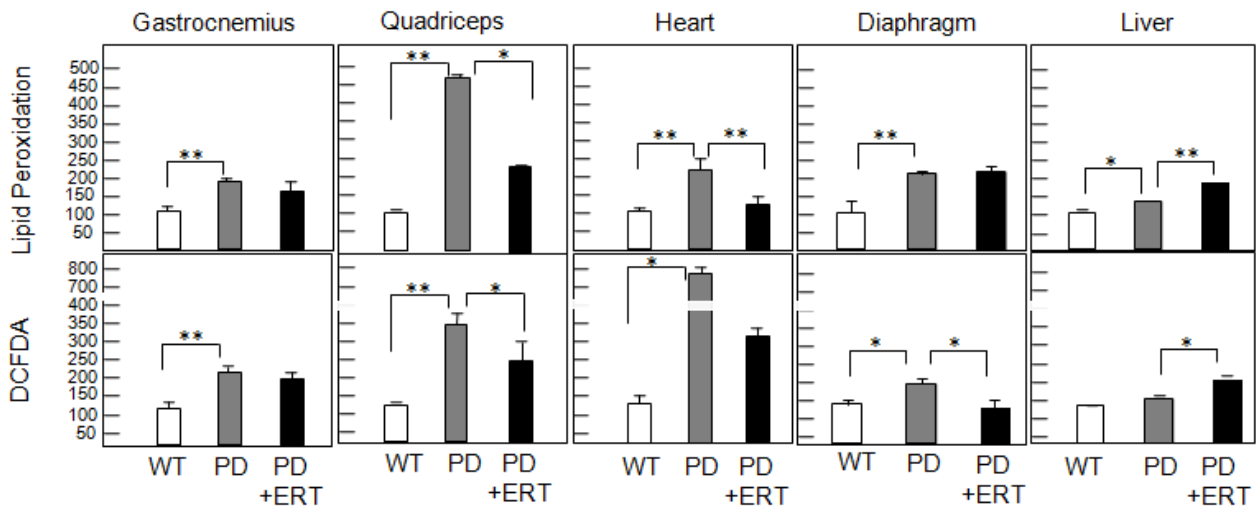 Gastrocnemius Quadriceps Heart Diaphragm Liver
Lipid Peroxidation
500
450
400
350
300
250
200
150
100
50
** ** * ** ** ** * **
DCFDA
800
700
400
350
300
250
200
150
100
50
** ** * * * * *
WT PD PD WT PD PD WT PD PD WT PD PD WT PD PD
+ERT +ERT +ERT +ERT +ERT